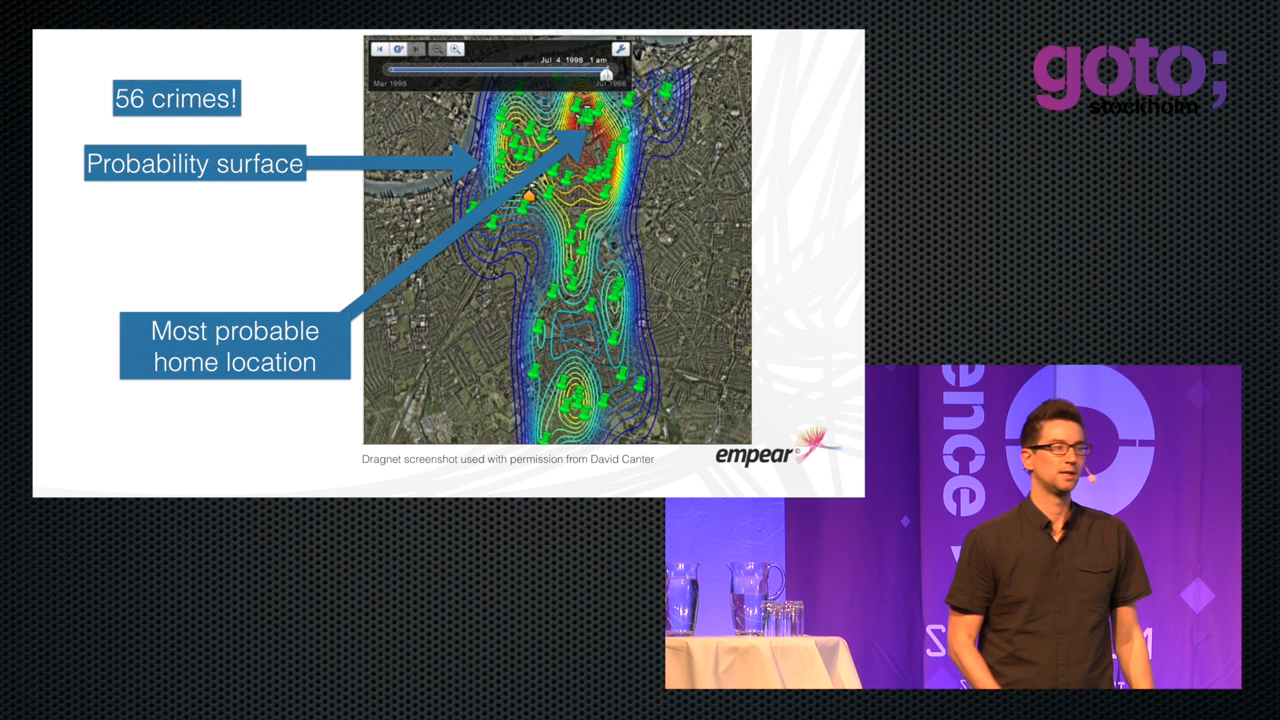 56 crimes!
Probability surface
Most probable
home location
Jul 4, 1998 1 am
Mar 1998
Jul 1998
Dragnet screenshot used with permission from David Canter
empear
goto;
stockholm
ence